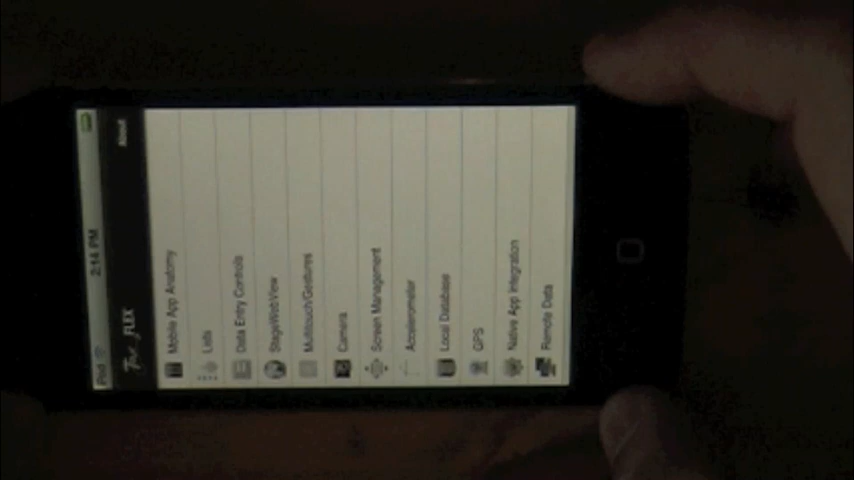 iPod 2:14 PM
Tour de FLEX About
Mobile App Anatomy
Lists
Data Entry Controls
StageWebView
Multitouch/Gestures
Camera
Screen Management
Accelerometer
Local Database
GPS
Native App Integration
Remote Data